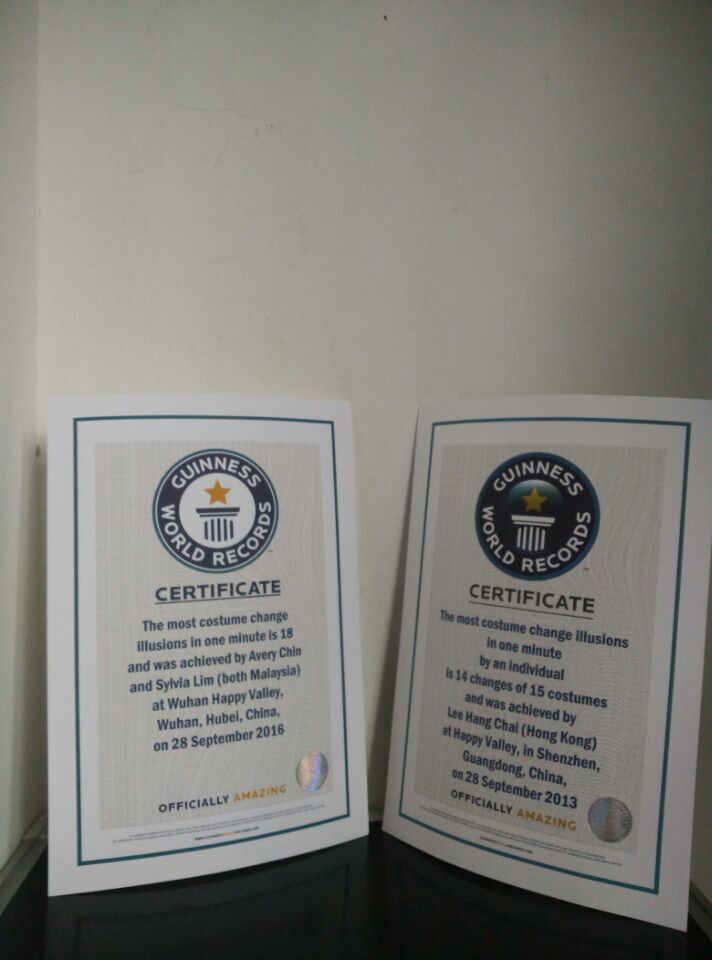 GUINNESS
WORLD RECORDS
CERTIFICATE
The most costume change
illusions in one minute is 18
and was achieved by Avery Chin
and Sylvia Lim (both Malaysia)
at Wuhan Happy Valley,
Wuhan, Hubei, China,
on 28 September 2016
OFFICIALLY AMAZING
GUINNESS
WORLD RECORDS
CERTIFICATE
The most costume change illusions
in one minute
by an individual
is 14 changes of 15 costumes
and was achieved by
Lee Hang Chai (Hong Kong)
at Happy Valley, in Shenzhen,
Guangdong, China,
on 28 September 2013
OFFICIALLY AMAZING